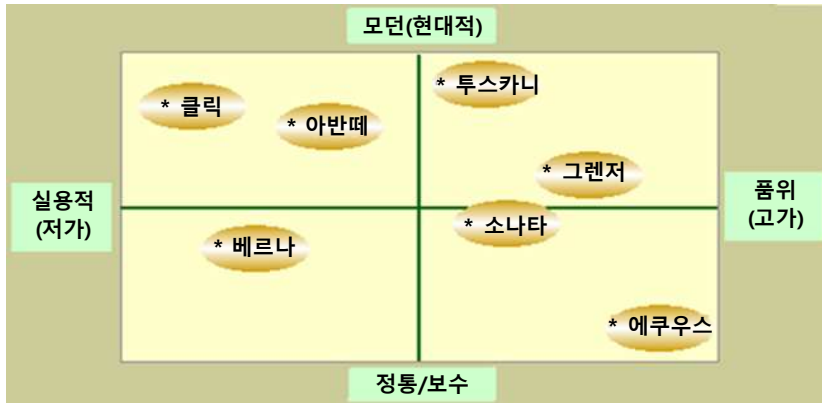 모던(현대적)
* 투스카니
* 클릭
* 아반떼
* 그렌저
실용적
(저가)
품위
(고가)
* 소나타
* 베르나
* 에쿠우스
정통/보수